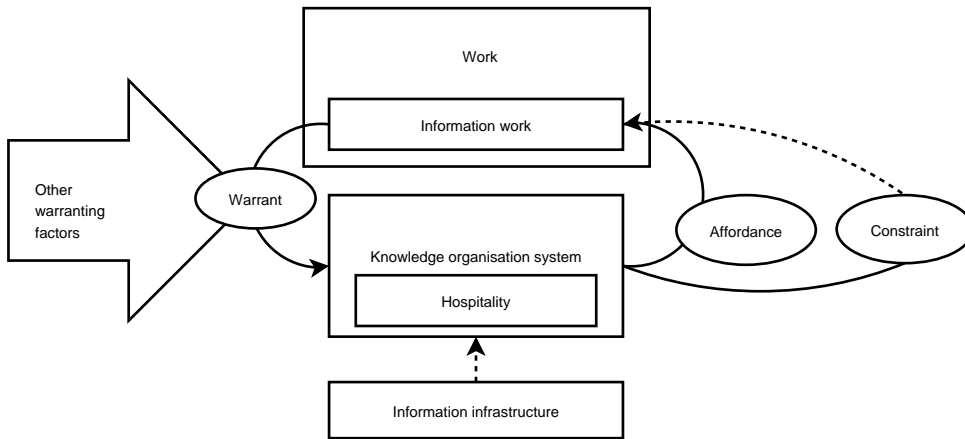 Work
Information work
Other
warranting
factors
Warrant
Knowledge organisation system
Hospitality
Affordance
Constraint
Information infrastructure